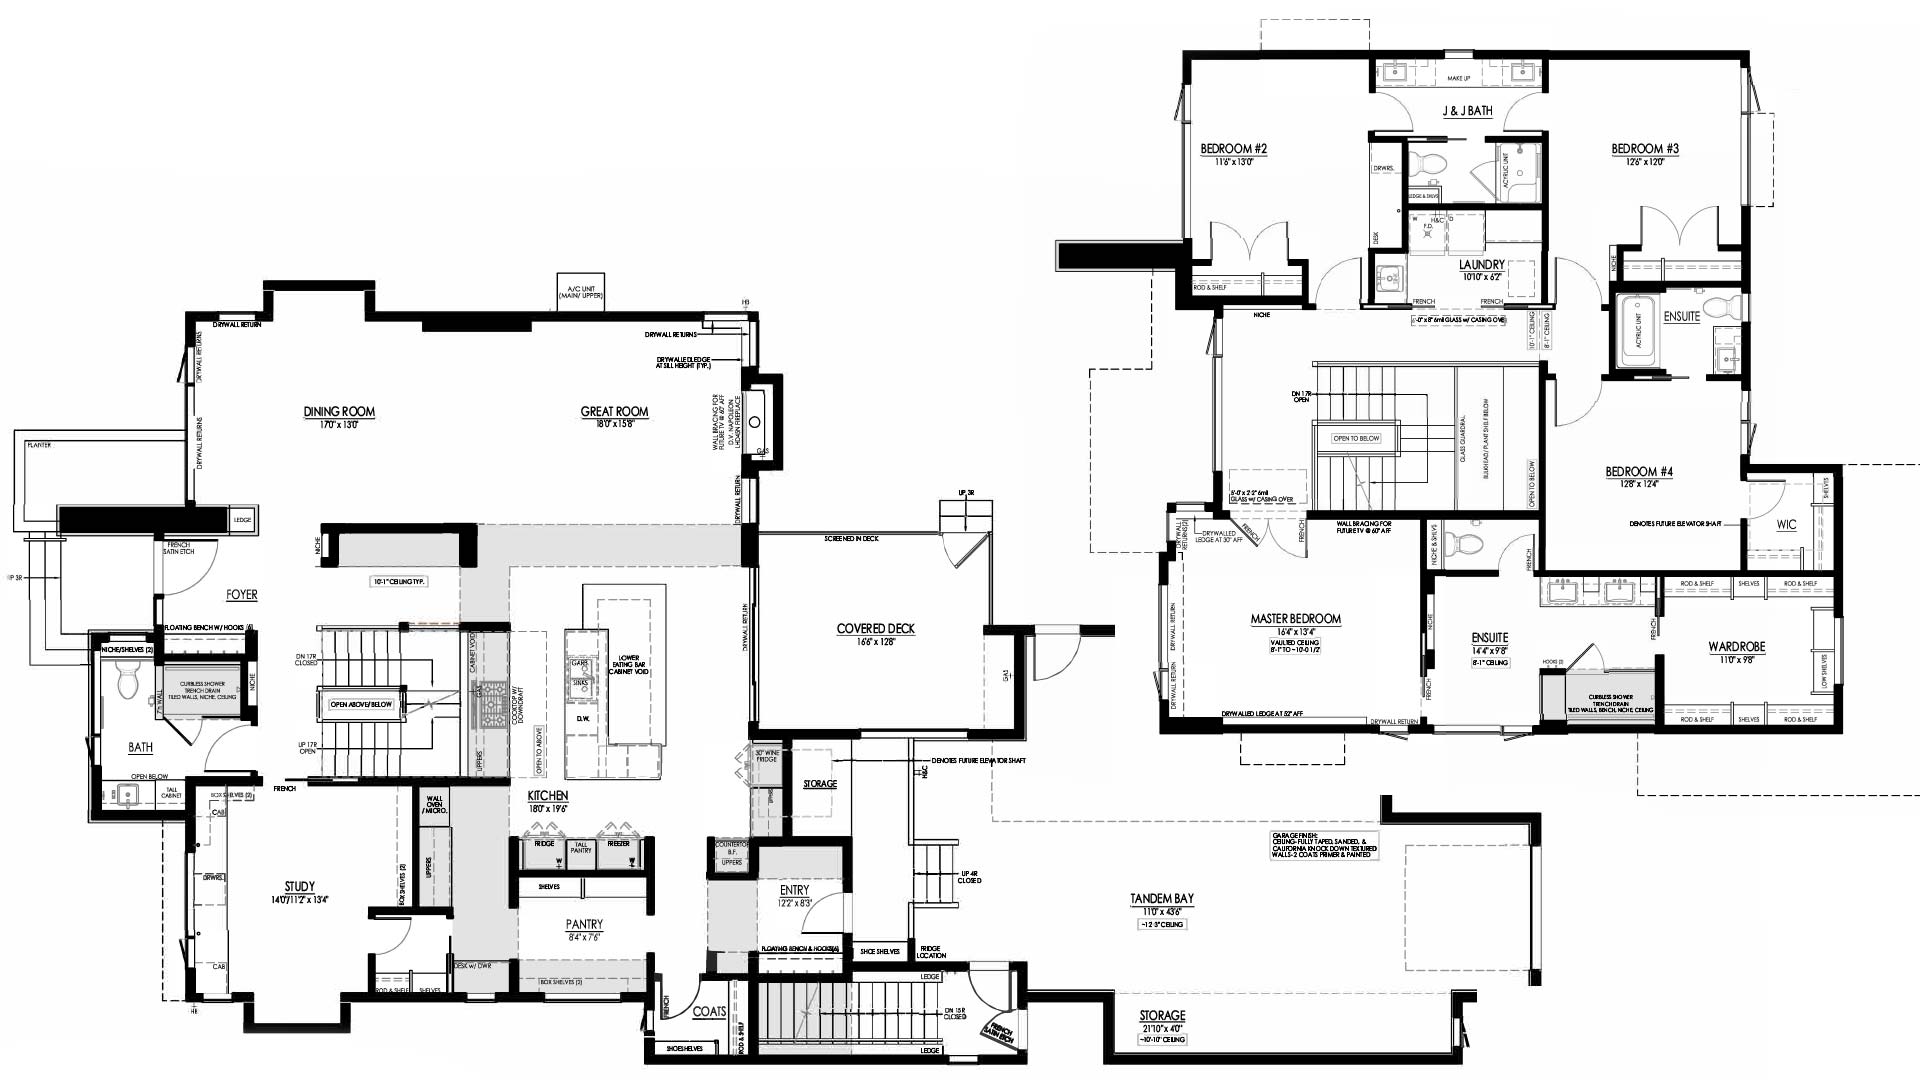 A/C UNIT
(MAIN/ UPPER)
HB
DRYWALL RETURN
DRYWALL RETURNS
DRYWALL RETURNS
DRYWALLED LEDGE
AT SILL HEIGHT (TYP.)
DINING ROOM
17'0" x 13'0"
GREAT ROOM
18'0" x 15'8"
WALL BRACING FOR
FUTURE TV @ 60" AFF
D.V. NAPOLEON
GAS
DRYWALL RETURNS
DRYWALL RETURN
PLANTER
LEDGE
FRENCH
SATIN ETCH
NICHE
10'-1" CEILING TYP.
UP 3R
SCREENED IN DECK
UP 3R
FOYER
FLOATING BENCH W/ HOOKS (6)
NICHE/SHELVES (2)
CURBLESS SHOWER
TRENCH DRAIN
TILED WALLS, NICHE, CEILING
NICHE
BATH
OPEN BELOW
TALL
CABINET
DN 17R
CLOSED
OPEN ABOVE/BELOW
UP 17R
OPEN
FRENCH
CABINET VOID
GAS
COOKTOP W/
DOWNDRAFT
UPPERS
OPEN TO ABOVE
LOWER
EATING BAR
CABINET VOID
GARB
SINKS
D.W.
DRYWALL RETURN
COVERED DECK
16'6" x 12'8"
GAS
KITCHEN
18'0" x 19'6"
WALL
OVEN
/ MICRO.
UPPERS
FRIDGE
TALL
PANTRY
FREEZER
W
W
30" WINE
FRIDGE
UPPERS
STORAGE
DENOTES FUTURE ELEVATOR SHAFT
H&C
COUNTERTOP
B.F.
UPPERS
BOX SHELVES (2)
CAB
DRWRS.
CAB
STUDY
14'0"/11'2" x 13'4"
BOX SHELVES (2)
SHELVES
PANTRY
8'4" x 7'6"
BOX SHELVES (2)
ENTRY
12'2" x 8'3"
FLOATING BENCH & HOOKS(6)
SHOE SHELVES
UP 4R
CLOSED
FRIDGE
LOCATION
DESK w/ DWR
ROD & SHELF
SHELVES
HB
FRENCH
COATS
ROD & SHELF
SHOE SHELVES
LEDGE
DN 15R
CLOSED
LEDGE
FRENCH
SATIN ETCH
GARAGE FINISH:
CEILING-FULLY TAPED, SANDED, &
CALIFORNIA KNOCK DOWN TEXTURED
WALLS-2 COATS PRIMER & PAINTED
TANDEM BAY
11'0" x 43'6"
~12'-3" CEILING
STORAGE
21'10" x 4'0"
~10'-10" CEILING
BEDROOM #2
11'6" x 13'0"
MAKE UP
J & J BATH
BEDROOM #3
12'6" x 12'0"
DRWRS.
DESK
ACYRLIC UNIT
LEDGE & SHLVS
W
H&C
D
F.D.
LAUNDRY
10'10" x 6'2"
FRENCH
FRENCH
ROD & SHELF
NICHE
NICHE
ACYRLIC UNIT
ENSUITE
10'-1" CEILING
8'-1" CEILING
DN 17R
OPEN
OPEN TO BELOW
GLASS GUARDRAIL
BULKHEAD/ PLANT SHELF BELOW
OPEN TO BELOW
BEDROOM #4
12'8" x 12'4"
SHELVES
WIC
DENOTES FUTURE ELEVATOR SHAFT
6'-0" x 2'-2" 6mil
GLASS w/ CASING OVER
DRYWALL
RETURNS(2)
DRYWALLED
LEDGE AT 30" AFF
FRENCH
FRENCH
WALL BRACING FOR
FUTURE TV @ 60" AFF
NICHE & SHLVS
FRENCH
MASTER BEDROOM
16'4" x 13'4"
VAULTED CEILING
8'-1" TO ~10'-0 1/2"
DRYWALL RETURN
DRYWALL RETURN
DRYWALLED LEDGE AT 52" AFF
DRYWALL RETURN
NICHE
FRENCH
ENSUITE
14'4" x 9'8"
8'-1" CEILING
HOOKS (2)
FRENCH
CURBLESS SHOWER
TRENCH DRAIN
TILED WALLS, BENCH, NICHE, CEILING
ROD & SHELF
SHELVES
ROD & SHELF
WARDROBE
11'0" x 9'8"
LOW SHELVES
ROD & SHELF
SHELVES
ROD & SHELF